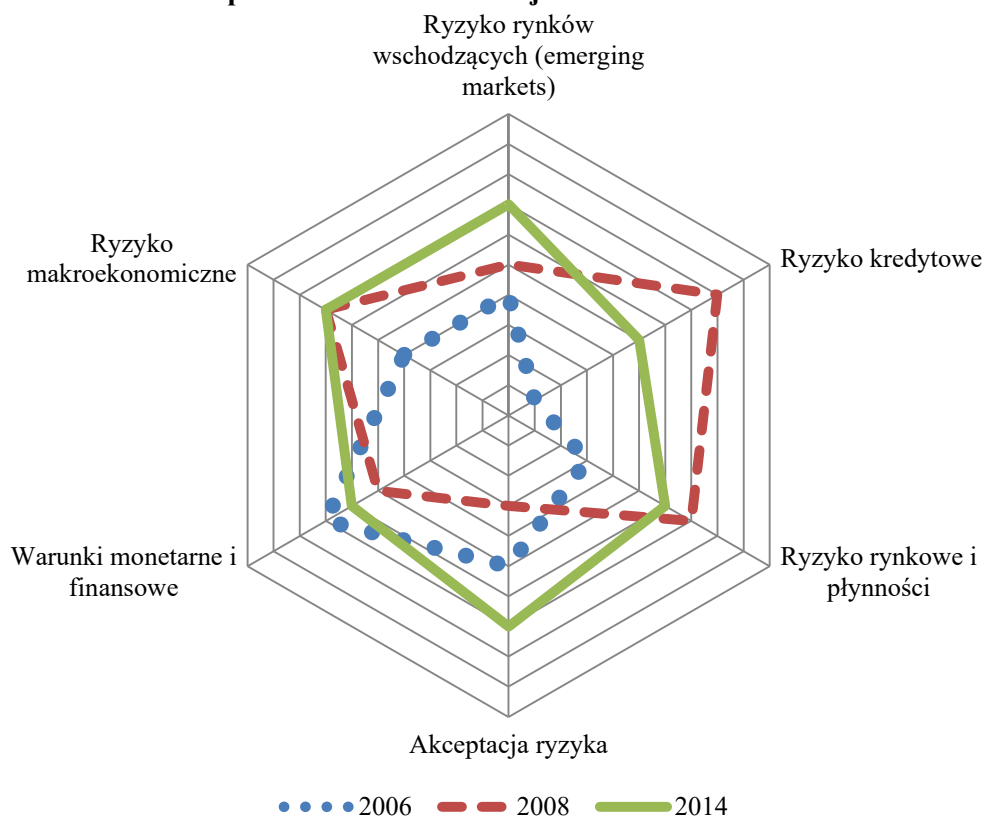 Ryzyko rynków
wschodzących (emerging
markets)
Ryzyko kredytowe
Ryzyko rynkowe i
płynności
Akceptacja ryzyka
Warunki monetarne i
finansowe
Ryzyko
makroekonomiczne
2006 2008 2014